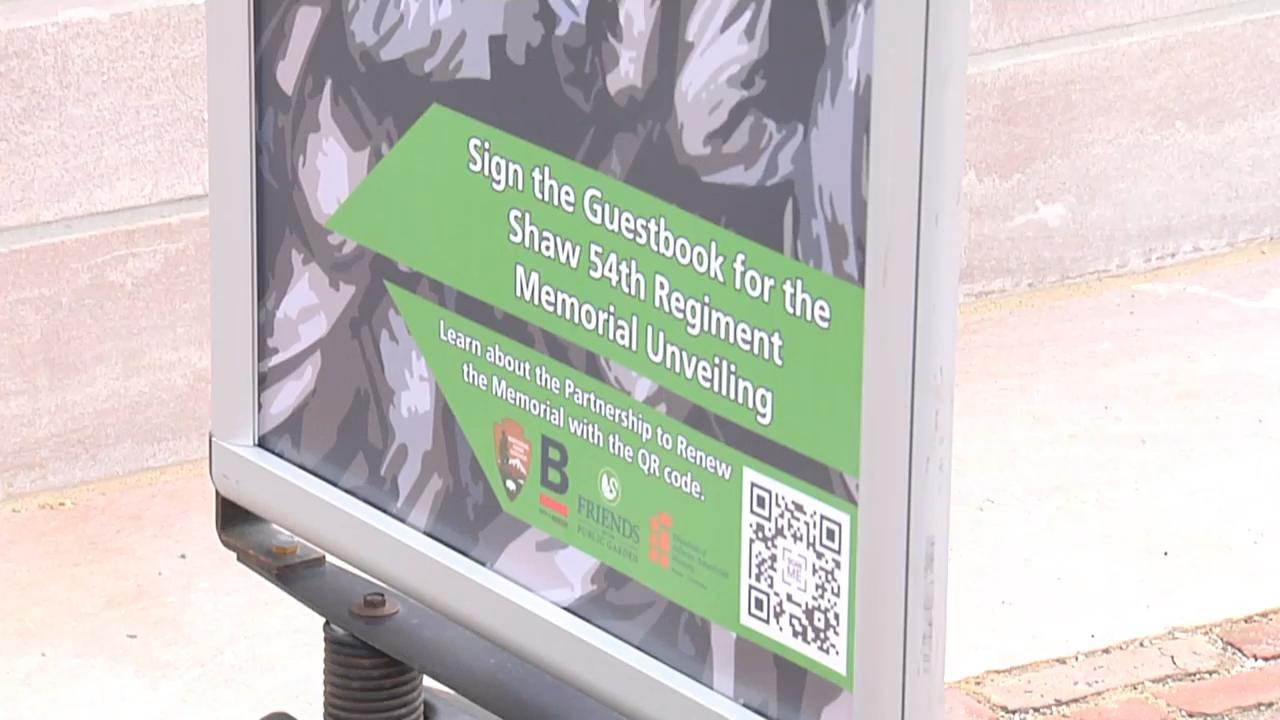 Sign the Guestbook for the
Shaw 54th Regiment
Memorial Unveiling
Learn about the Partnership to Renew
the Memorial with the QR code.
B
FRIENDS
PUBLIC GARDEN
ME